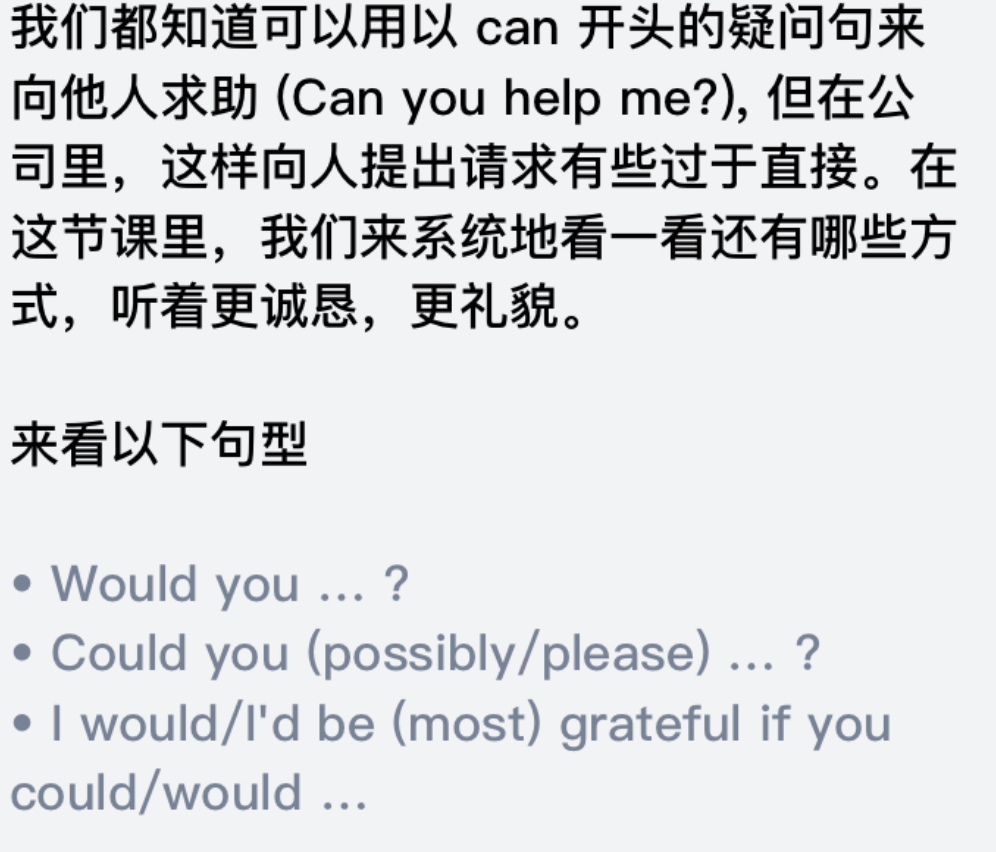 我们都知道可以用以 can 开头的疑问句来
向他人求助 (Can you help me?), 但在公
司里，这样向人提出请求有些过于直接。在
这节课里，我们来系统地看一看还有哪些方
式，听着更诚恳，更礼貌。
来看以下句型
• Would you … ?
• Could you (possibly/please) … ?
• I would/I'd be (most) grateful if you
could/would …